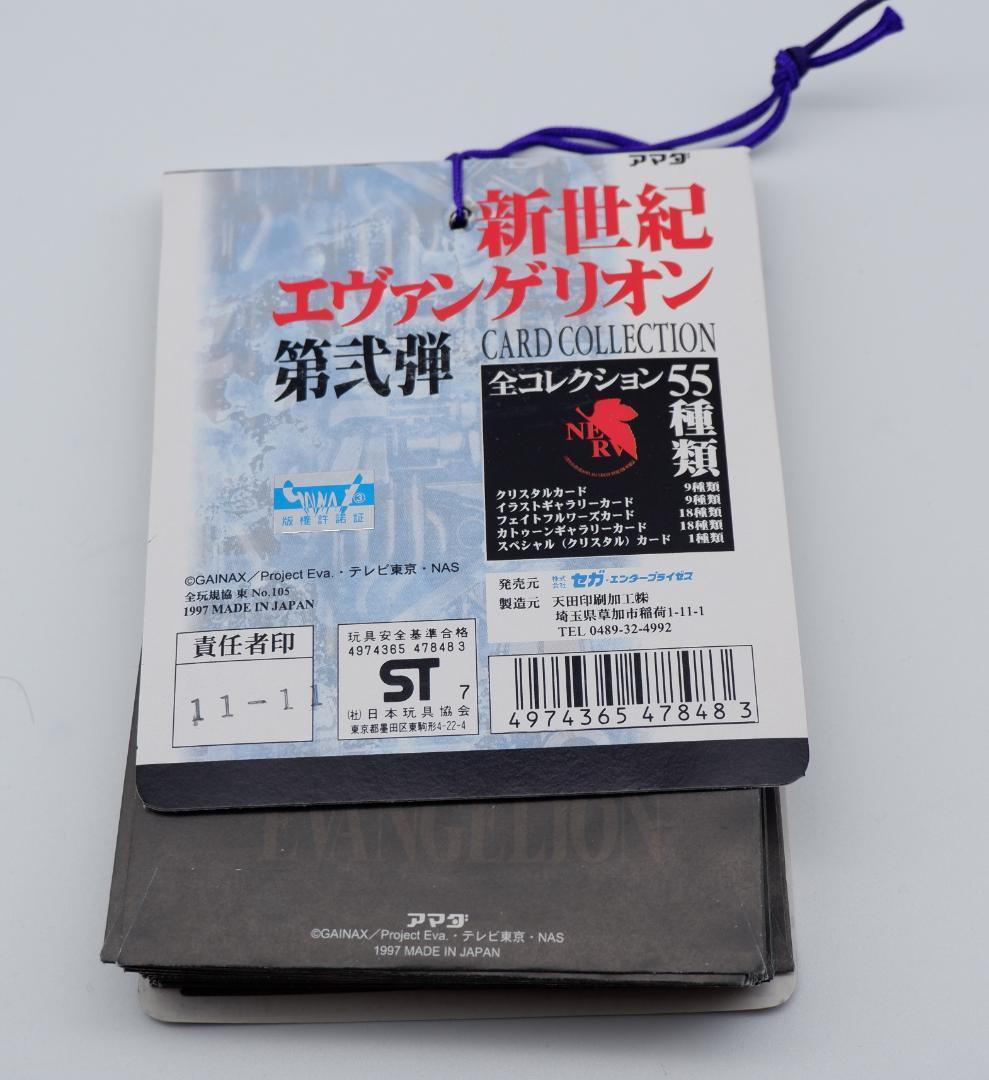 アマダ
新世紀
エヴァンゲリオン
第弐弾
CARD COLLECTION
全コレクション55種類
NERV
クリスタルカード 9種類
イラストギャラリーカード 9種類
フェイトフルワーズカード 18種類
カトゥーンギャラリーカード 18種類
スペシャル（クリスタル）カード 1種類
GAINAX ③
版権許諾証
©GAINAX／Project Eva.・テレビ東京・NAS
全玩規協 東 No.105
1997 MADE IN JAPAN
発売元 株式会社 セガ・エンタープライゼス
製造元 天田印刷加工㈱
埼玉県草加市稲荷1-11-1
TEL 0489-32-4992
責任者印
11-11
玩具安全基準合格
4974365 478483
ST 7
(社)日本玩具協会
東京都墨田区東駒形4-22-4
4974365 478483
EVANGELION
アマダ
©GAINAX／Project Eva.・テレビ東京・NAS
1997 MADE IN JAPAN